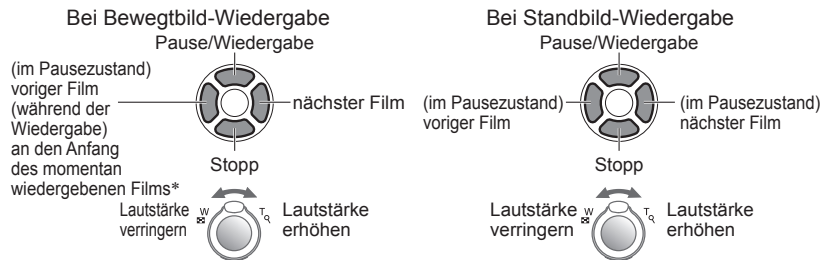 Bei Bewegtbild-Wiedergabe
Pause/Wiedergabe
(im Pausezustand)
voriger Film
(während der
Wiedergabe)
an den Anfang
des momentan
wiedergebenen Films*
nächster Film
Stopp
Lautstärke
verringern
W
T
Lautstärke
erhöhen
Bei Standbild-Wiedergabe
Pause/Wiedergabe
(im Pausezustand)
voriger Film
(im Pausezustand)
nächster Film
Stopp
Lautstärke
verringern
W
T
Lautstärke
erhöhen